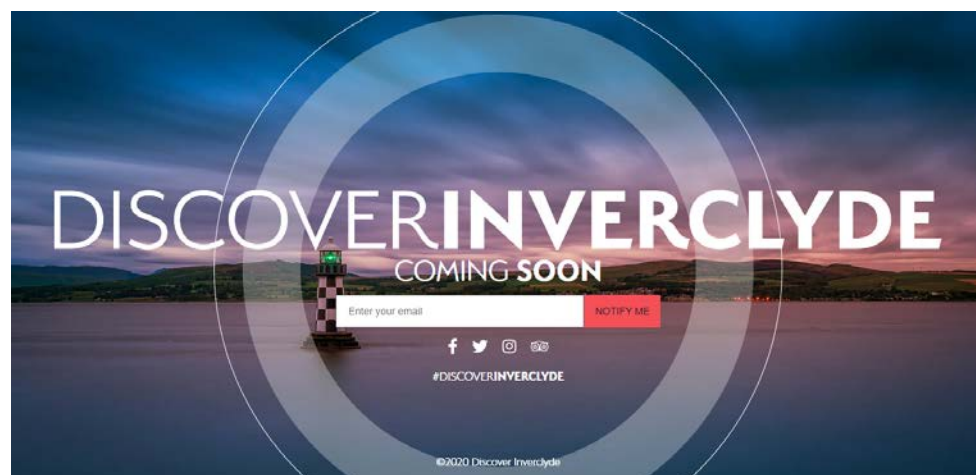 DISCOVERINVERCLYDE
COMING SOON
Enter your email
NOTIFY ME
#DISCOVERINVERCLYDE
©2020 Discover Inverclyde